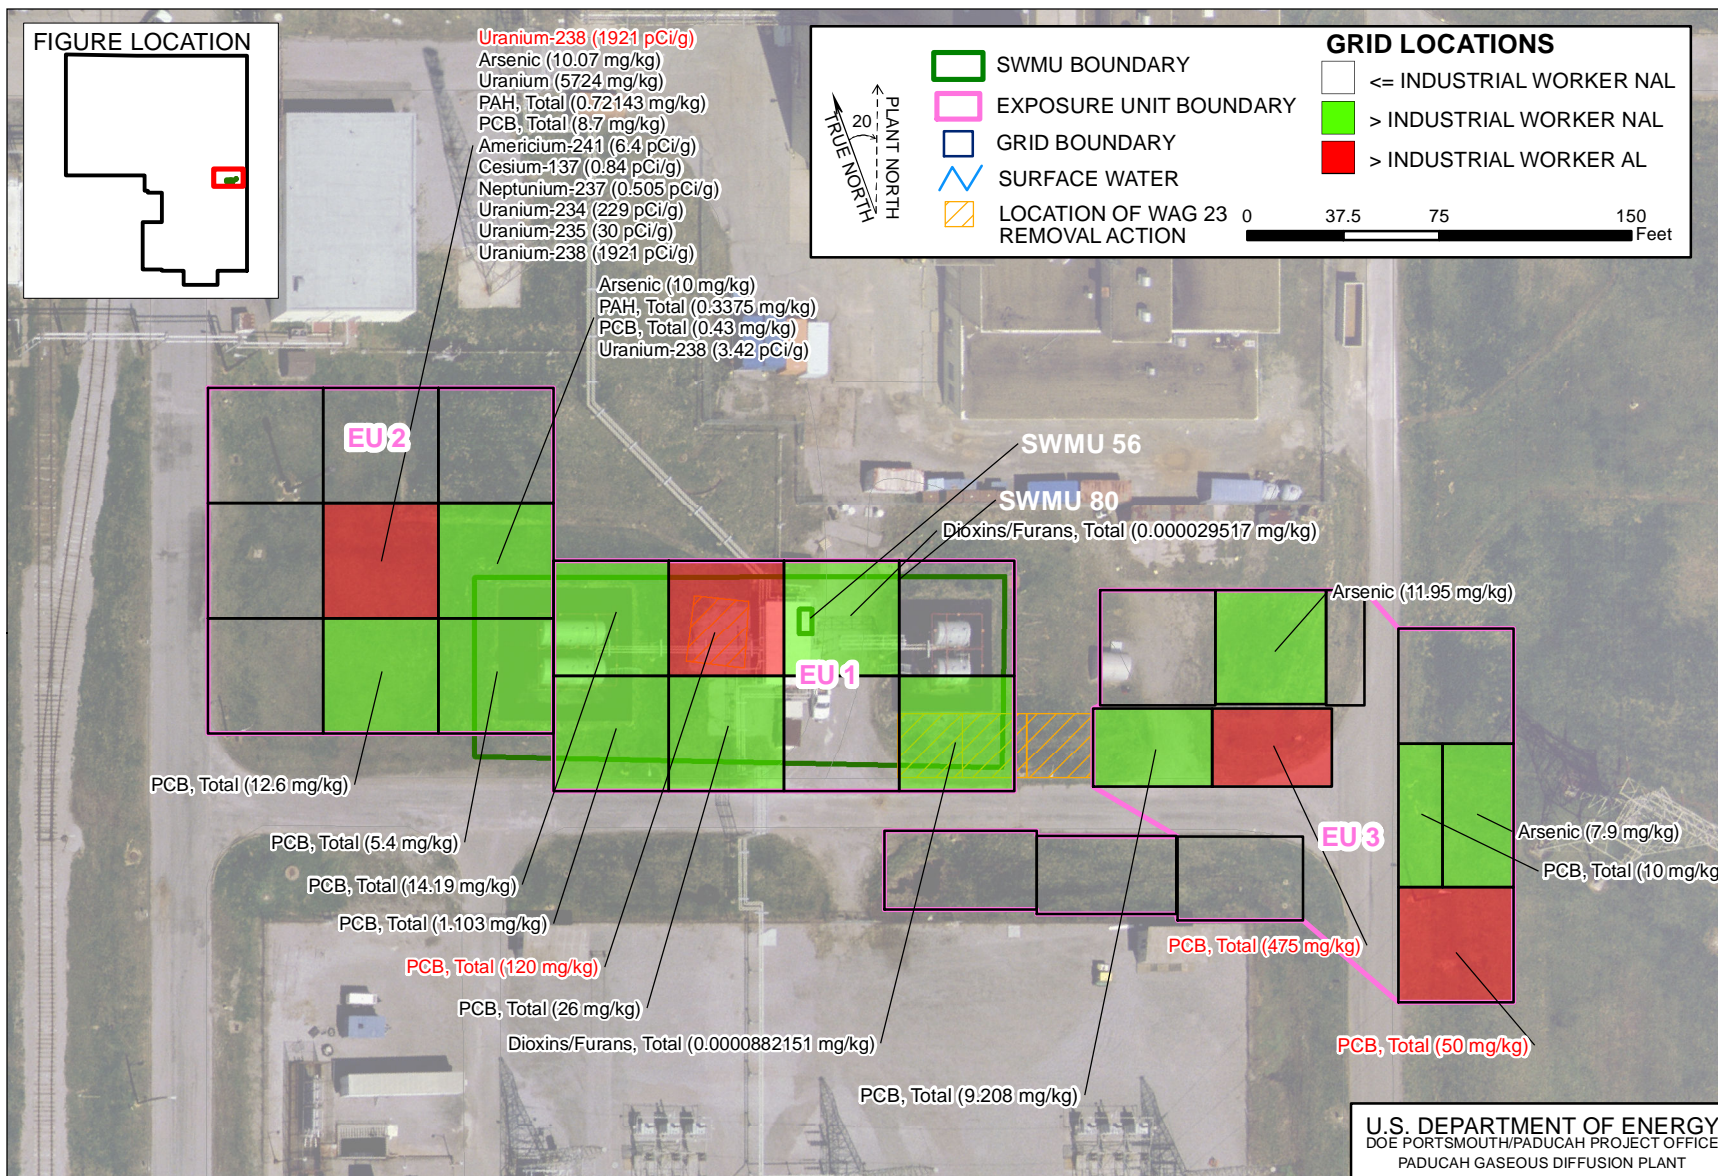 FIGURE LOCATION
Uranium-238 (1921 pCi/g)
Arsenic (10.07 mg/kg)
Uranium (5724 mg/kg)
PAH, Total (0.72143 mg/kg)
PCB, Total (8.7 mg/kg)
Americium-241 (6.4 pCi/g)
Cesium-137 (0.84 pCi/g)
Neptunium-237 (0.505 pCi/g)
Uranium-234 (229 pCi/g)
Uranium-235 (30 pCi/g)
Uranium-238 (1921 pCi/g)
Arsenic (10 mg/kg)
PAH, Total (0.3375 mg/kg)
PCB, Total (0.43 mg/kg)
Uranium-238 (3.42 pCi/g)
20
TRUE NORTH
PLANT NORTH
SWMU BOUNDARY
EXPOSURE UNIT BOUNDARY
GRID BOUNDARY
SURFACE WATER
LOCATION OF WAG 23
REMOVAL ACTION
GRID LOCATIONS
<= INDUSTRIAL WORKER NAL
> INDUSTRIAL WORKER NAL
> INDUSTRIAL WORKER AL
0 37.5 75 150
Feet
EU 2
SWMU 56
SWMU 80
Dioxins/Furans, Total (0.000029517 mg/kg)
Arsenic (11.95 mg/kg)
EU 1
PCB, Total (12.6 mg/kg)
PCB, Total (5.4 mg/kg)
PCB, Total (14.19 mg/kg)
PCB, Total (1.103 mg/kg)
PCB, Total (120 mg/kg)
PCB, Total (26 mg/kg)
Dioxins/Furans, Total (0.0000882151 mg/kg)
EU 3
Arsenic (7.9 mg/kg)
PCB, Total (10 mg/kg
PCB, Total (475 mg/kg)
PCB, Total (50 mg/kg)
PCB, Total (9.208 mg/kg)
U.S. DEPARTMENT OF ENERGY
DOE PORTSMOUTH/PADUCAH PROJECT OFFICE
PADUCAH GASEOUS DIFFUSION PLANT